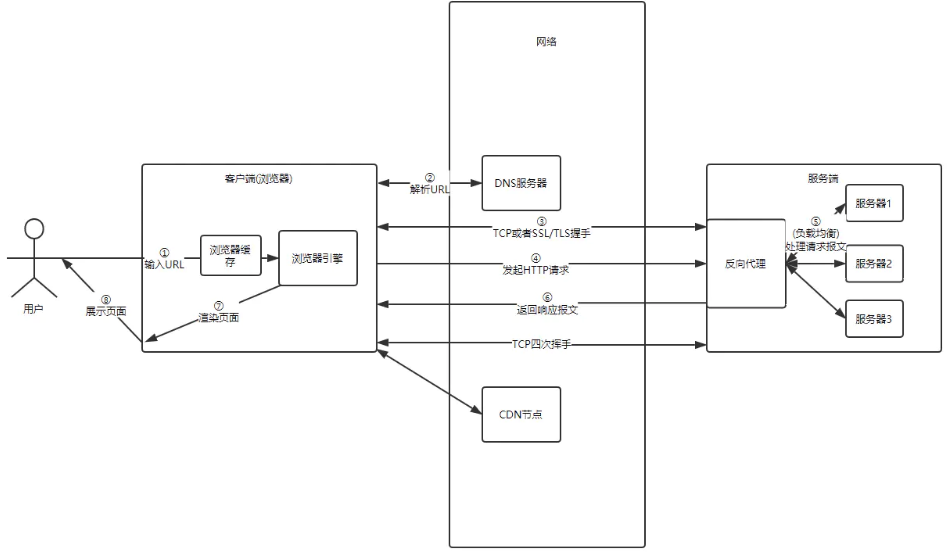 网络
客户端(浏览器)
②
解析URL
DNS服务器
服务端
③
TCP或者SSL/TLS握手
服务器1
⑤
(负载均衡)
处理请求报文
①
输入URL
浏览器缓
存
浏览器引擎
④
发起HTTP请求
反向代理
服务器2
用户
⑧
展示页面
⑦
渲染页面
⑥
返回响应报文
服务器3
TCP四次挥手
CDN节点